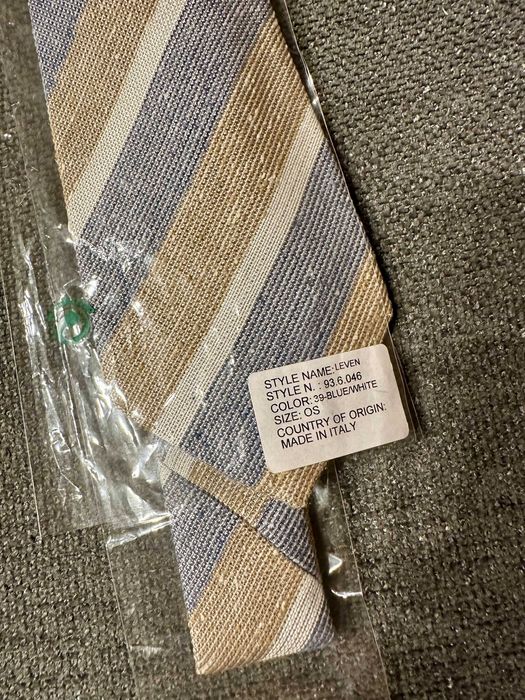 STYLE NAME: LEVEN
STYLE N. : 93.6.046
COLOR: 39-BLUE/WHITE
SIZE: OS
COUNTRY OF ORIGIN:
MADE IN ITALY